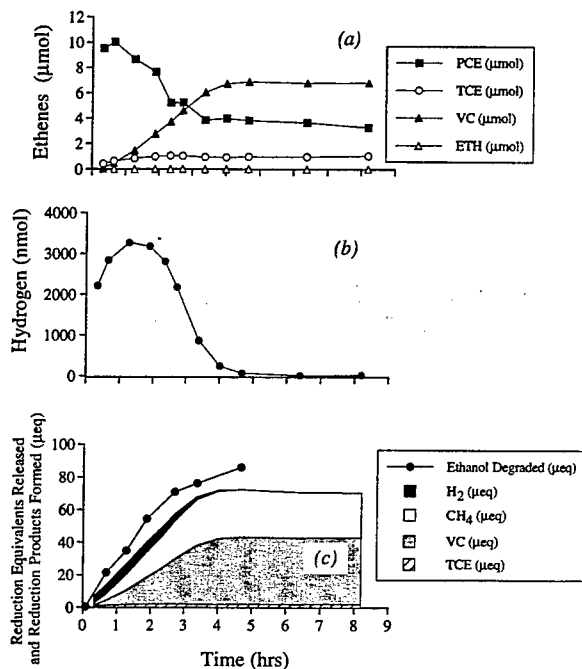 12
10
8
6
4
2
0
Ethenes (μmol)
(a)
PCE (μmol)
TCE (μmol)
VC (μmol)
ETH (μmol)
4000
3000
2000
1000
0
Hydrogen (nmol)
(b)
100
80
60
40
20
0
Reduction Equivalents Released
and Reduction Products Formed (μeq)
(c)
Ethanol Degraded (μeq)
H2 (μeq)
CH4 (μeq)
VC (μeq)
TCE (μeq)
0 1 2 3 4 5 6 7 8 9
Time (hrs)